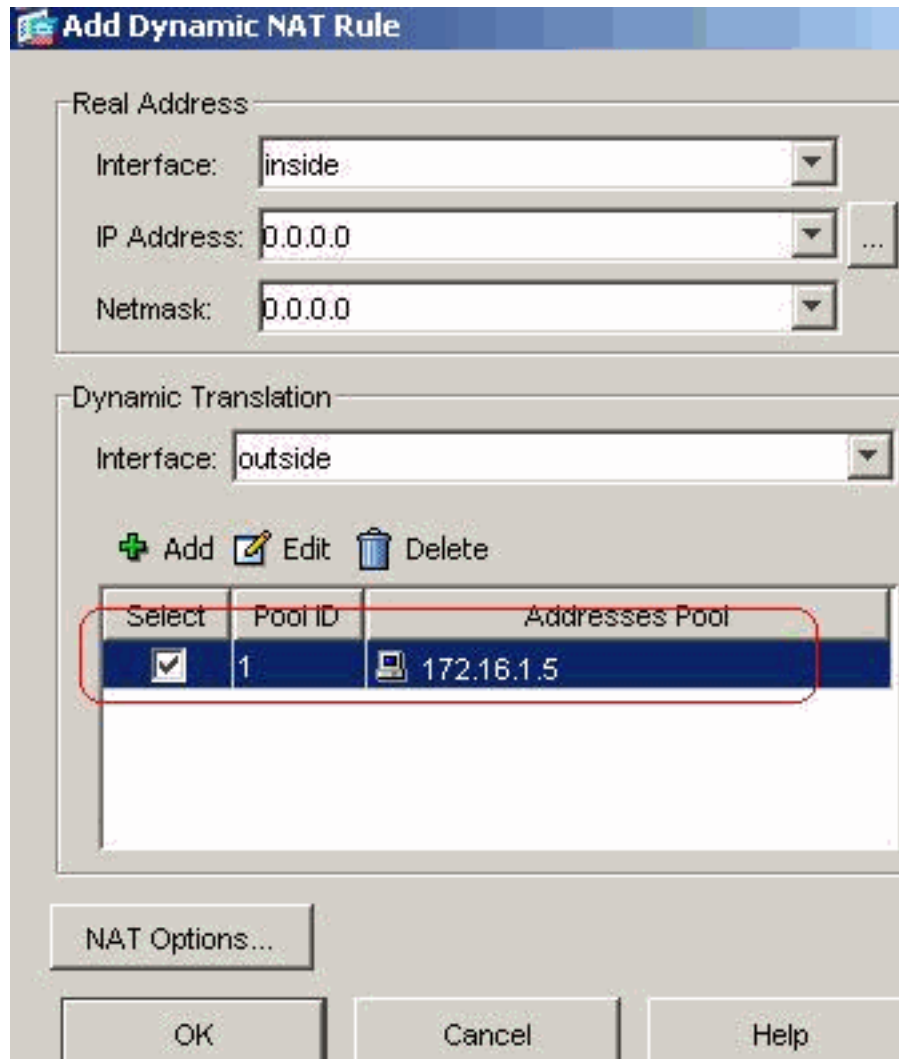 Add Dynamic NAT Rule
Real Address
Interface: inside
IP Address: 0.0.0.0 ...
Netmask: 0.0.0.0
Dynamic Translation
Interface: outside
Add Edit Delete
Select Pool ID Addresses Pool
1 172.16.1.5
NAT Options...
OK Cancel Help